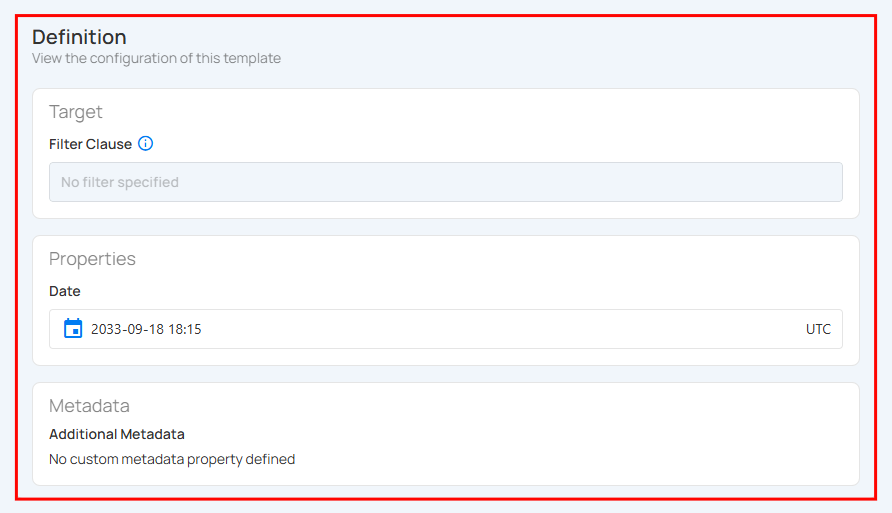 Definition
View the configuration of this template
Target
Filter Clause
No filter specified
Properties
Date
2033-09-18 18:15 UTC
Metadata
Additional Metadata
No custom metadata property defined